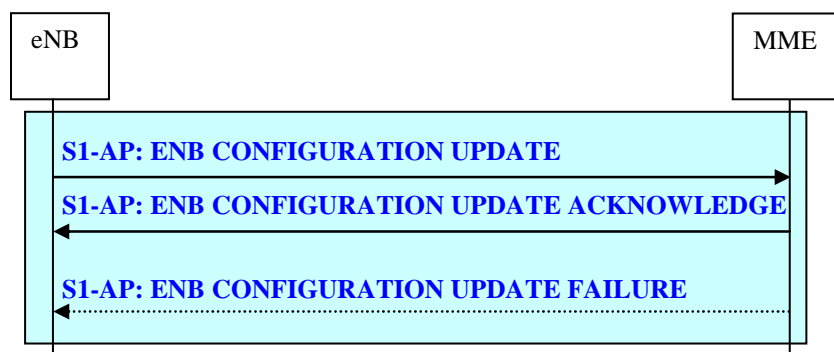 eNB
MME
S1-AP: ENB CONFIGURATION UPDATE
S1-AP: ENB CONFIGURATION UPDATE ACKNOWLEDGE
S1-AP: ENB CONFIGURATION UPDATE FAILURE